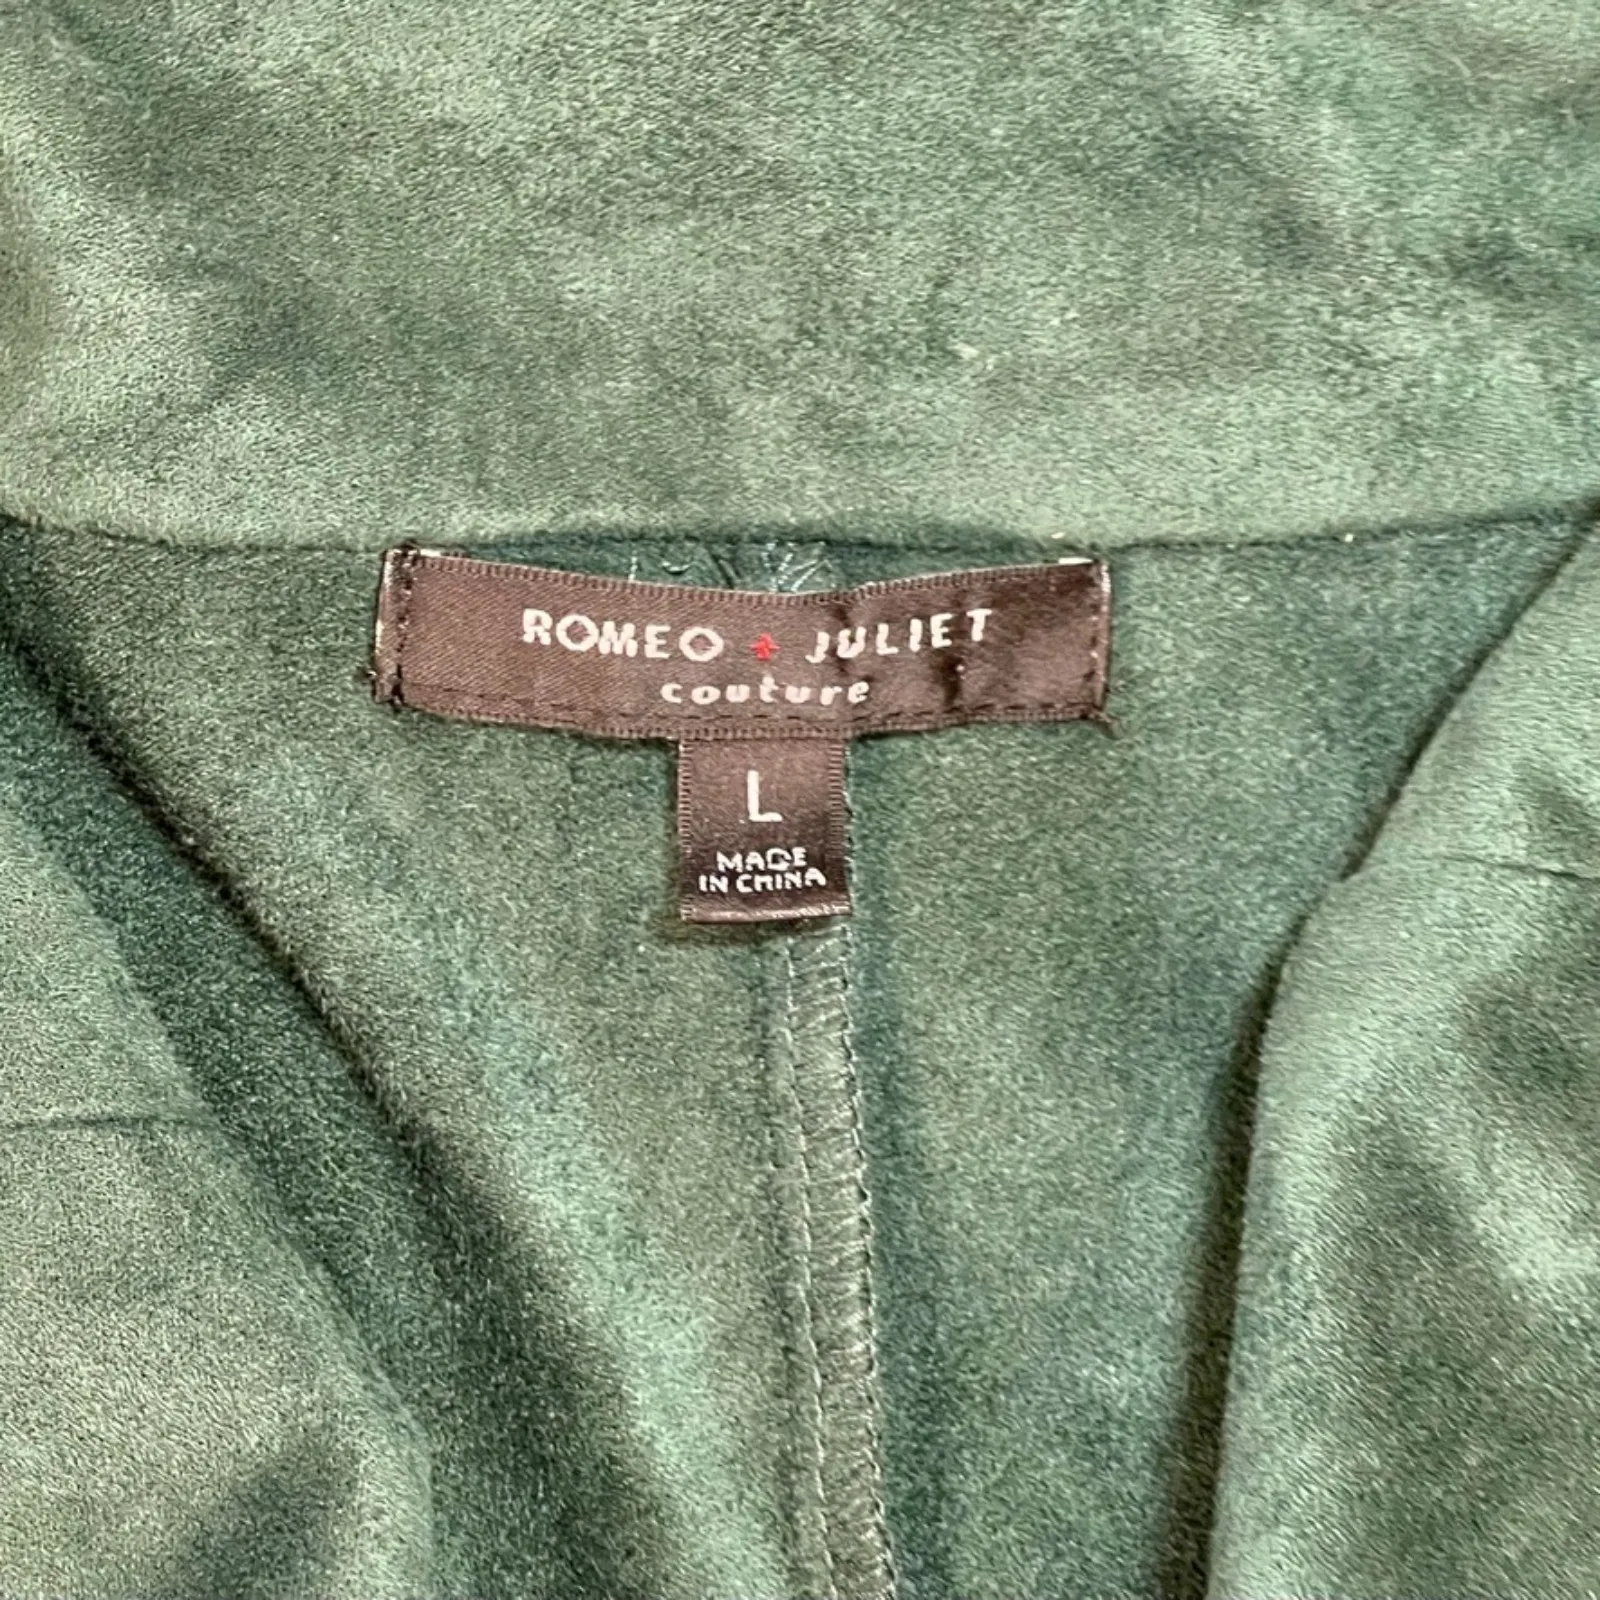 ROMEO + JULIET
couture
L
MADE
IN CHINA